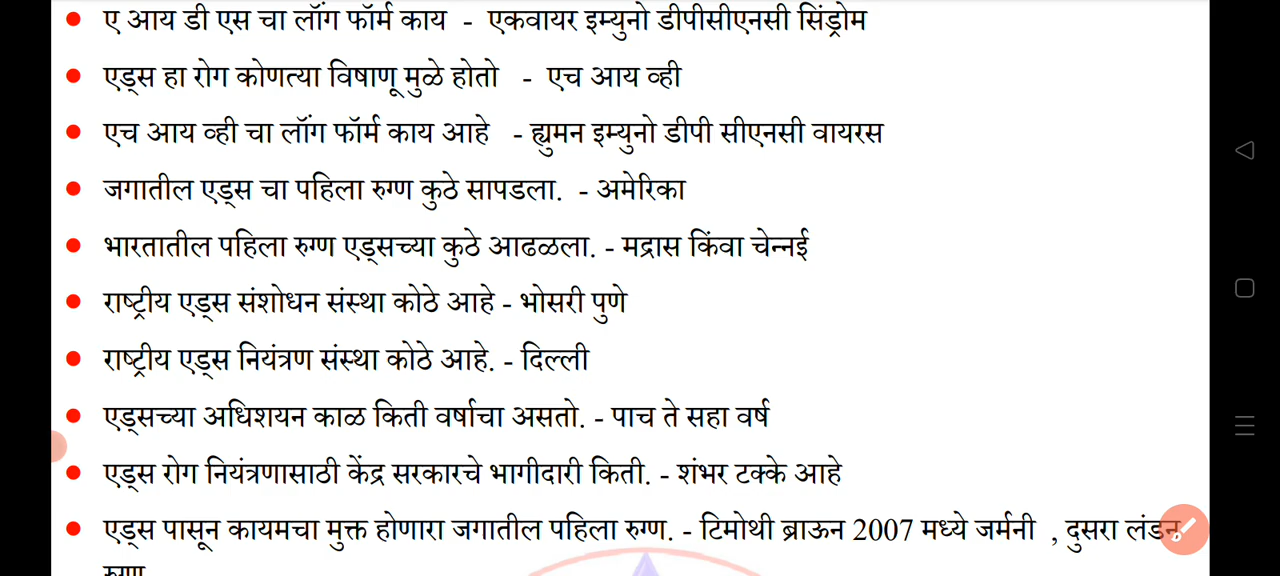 ए आय डी एस चा लॉंग फॉर्म काय - एकवायर इम्युनो डीपीसीएनसी सिंड्रोम
एड्स हा रोग कोणत्या विषाणू मुळे होतो - एच आय व्ही
एच आय व्ही चा लॉंग फॉर्म काय आहे - ह्युमन इम्युनो डीपी सीएनसी वायरस
जगातील एड्स चा पहिला रुग्ण कुठे सापडला. - अमेरिका
भारतातील पहिला रुग्ण एड्सच्या कुठे आढळला. - मद्रास किंवा चेन्नई
राष्ट्रीय एड्स संशोधन संस्था कोठे आहे - भोसरी पुणे
राष्ट्रीय एड्स नियंत्रण संस्था कोठे आहे. - दिल्ली
एड्सच्या अधिशयन काळ किती वर्षाचा असतो. - पाच ते सहा वर्ष
एड्स रोग नियंत्रणासाठी केंद्र सरकारचे भागीदारी किती. - शंभर टक्के आहे
एड्स पासून कायमचा मुक्त होणारा जगातील पहिला रुग्ण. - टिमोथी ब्राऊन 2007 मध्ये जर्मनी , दुसरा लंडन